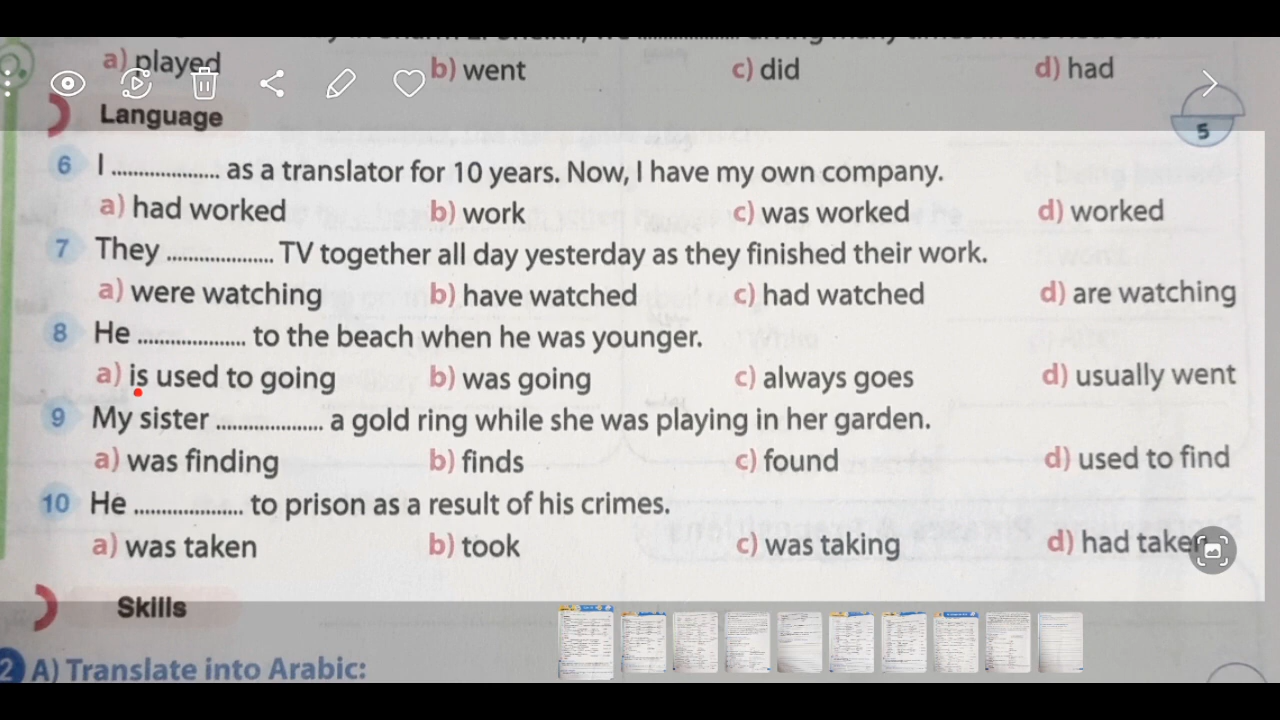 a) played b) went c) did d) had
Language
5
6 I .................... as a translator for 10 years. Now, I have my own company.
a) had worked b) work c) was worked d) worked
7 They .................... TV together all day yesterday as they finished their work.
a) were watching b) have watched c) had watched d) are watching
8 He .................... to the beach when he was younger.
a) is used to going b) was going c) always goes d) usually went
9 My sister .................... a gold ring while she was playing in her garden.
a) was finding b) finds c) found d) used to find
10 He .................... to prison as a result of his crimes.
a) was taken b) took c) was taking d) had taken
Skills
2 A) Translate into Arabic: